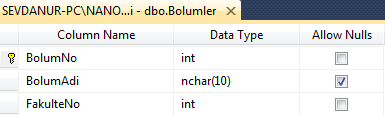 SEVDANUR-PC\NANO...i - dbo.Bolumler
Column Name Data Type Allow Nulls
BolumNo int
BolumAdi nchar(10)
FakulteNo int